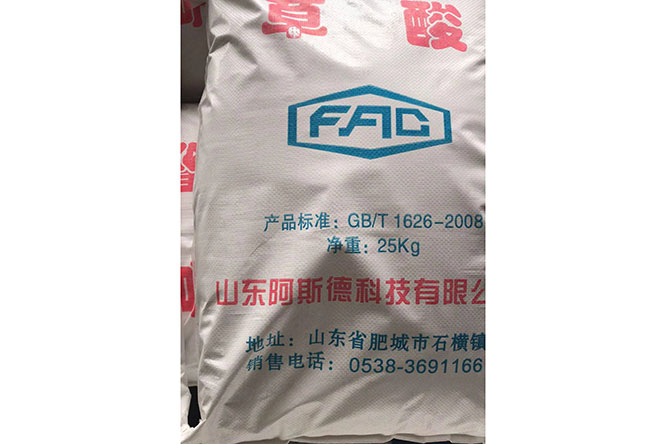 草酸
FAC
产品标准：GB/T 1626-2008
净重：25Kg
山东阿斯德科技有限公
地址：山东省肥城市石横镇
销售电话：0538-3691166